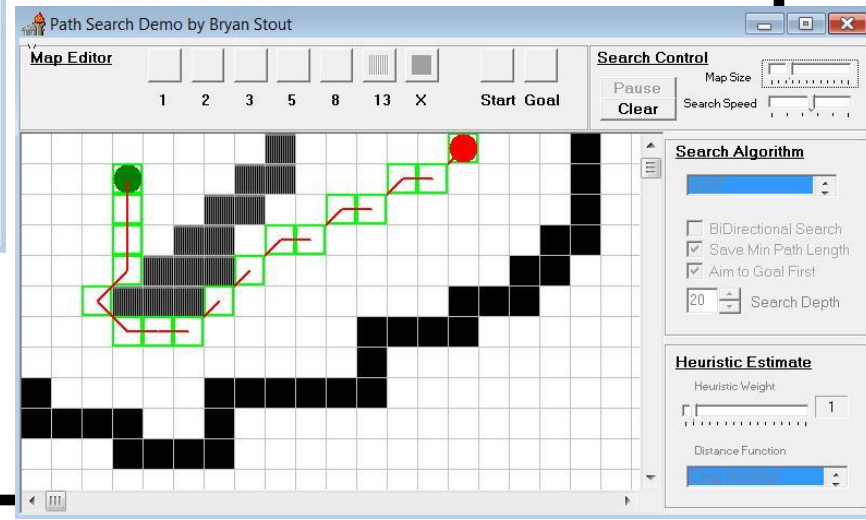 Path Search Demo by Bryan Stout
Map Editor
1 2 3 5 8 13 X Start Goal
Search Control
Pause
Clear
Map Size
Search Speed
Search Algorithm
BiDirectional Search
Save Min Path Length
Aim to Goal First
20 Search Depth
Heuristic Estimate
Heuristic Weight
1
Distance Function